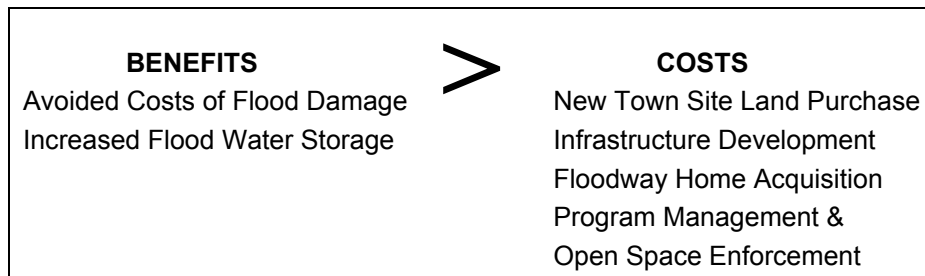 BENEFITS
Avoided Costs of Flood Damage
Increased Flood Water Storage
>
COSTS
New Town Site Land Purchase
Infrastructure Development
Floodway Home Acquisition
Program Management &
Open Space Enforcement